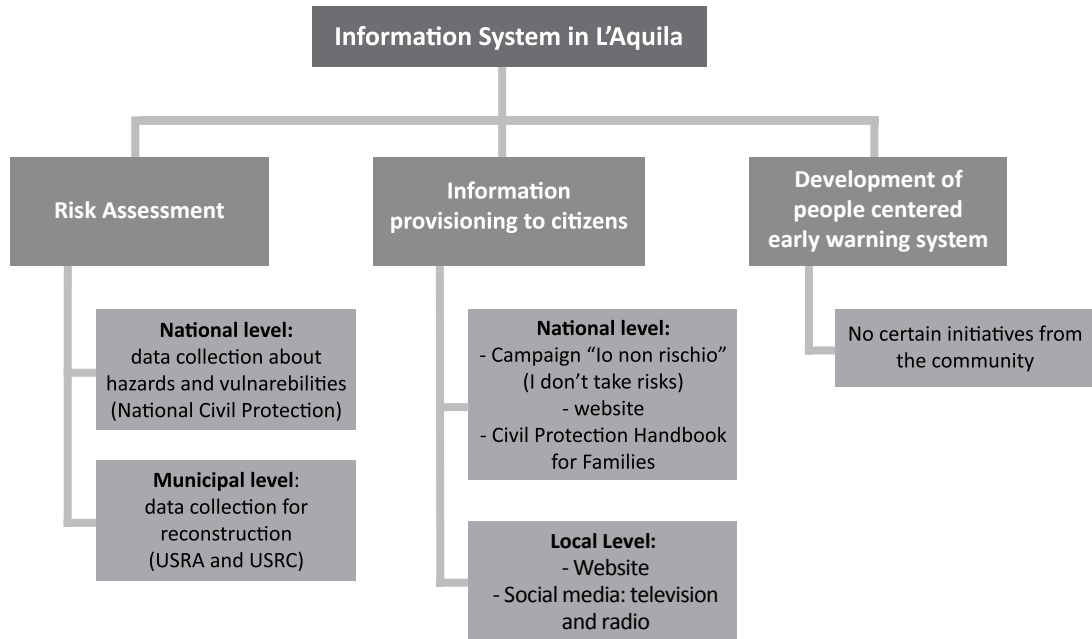 Information System in L’Aquila
Risk Assessment
National level:
data collection about
hazards and vulnarebilities
(National Civil Protection)
Municipal level:
data collection for
reconstruction
(USRA and USRC)
Information
provisioning to citizens
National level:
- Campaign “Io non rischio”
(I don’t take risks)
- website
- Civil Protection Handbook
for Families
Local Level:
- Website
- Social media: television
and radio
Development of
people centered
early warning system
No certain initiatives from
the community